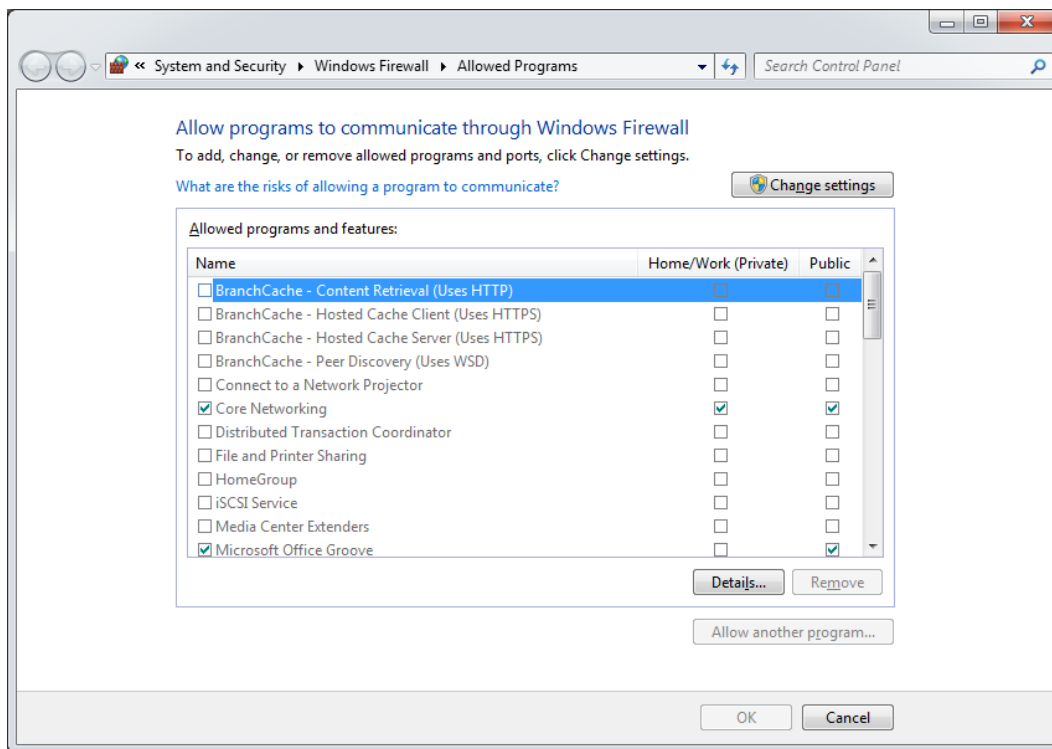 « System and Security ▸ Windows Firewall ▸ Allowed Programs
Search Control Panel
Allow programs to communicate through Windows Firewall
To add, change, or remove allowed programs and ports, click Change settings.
What are the risks of allowing a program to communicate?
Change settings
Allowed programs and features:
Name Home/Work (Private) Public
BranchCache - Content Retrieval (Uses HTTP)
BranchCache - Hosted Cache Client (Uses HTTPS)
BranchCache - Hosted Cache Server (Uses HTTPS)
BranchCache - Peer Discovery (Uses WSD)
Connect to a Network Projector
Core Networking
Distributed Transaction Coordinator
File and Printer Sharing
HomeGroup
iSCSI Service
Media Center Extenders
Microsoft Office Groove
Details... Remove
Allow another program...
OK Cancel